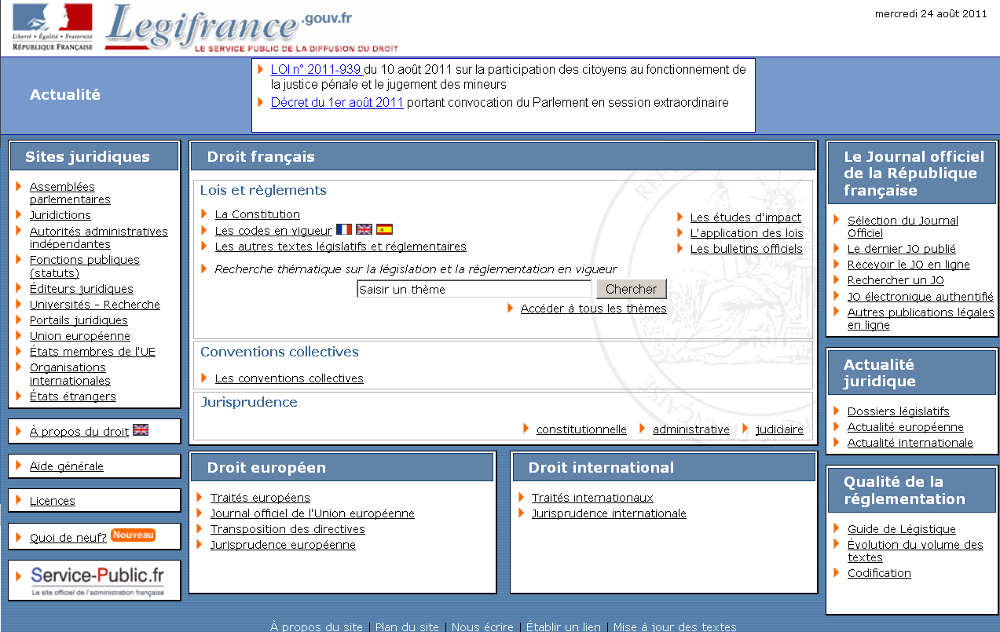 Liberté • Égalité • Fraternité
RÉPUBLIQUE FRANÇAISE
Legifrance.gouv.fr
LE SERVICE PUBLIC DE LA DIFFUSION DU DROIT
mercredi 24 août 2011
Actualité
LOI n° 2011-939 du 10 août 2011 sur la participation des citoyens au fonctionnement de
la justice pénale et le jugement des mineurs
Décret du 1er août 2011 portant convocation du Parlement en session extraordinaire
Sites juridiques
Assemblées
parlementaires
Juridictions
Autorités administratives
indépendantes
Fonctions publiques
(statuts)
Éditeurs juridiques
Universités - Recherche
Portails juridiques
Union européenne
États membres de l'UE
Organisations
internationales
États étrangers
À propos du droit
Aide générale
Licences
Quoi de neuf? Nouveau
Service-Public.fr
Le site officiel de l'administration française
Droit français
Lois et règlements
La Constitution
Les codes en vigueur
Les autres textes législatifs et réglementaires
Les études d'impact
L'application des lois
Les bulletins officiels
Recherche thématique sur la législation et la réglementation en vigueur
Saisir un thème
Chercher
Accéder à tous les thèmes
Conventions collectives
Les conventions collectives
Jurisprudence
constitutionnelle
administrative
judiciaire
Droit européen
Traités européens
Journal officiel de l'Union européenne
Transposition des directives
Jurisprudence européenne
Droit international
Traités internationaux
Jurisprudence internationale
Le Journal officiel
de la République
française
Sélection du Journal
Officiel
Le dernier JO publié
Recevoir le JO en ligne
Rechercher un JO
JO électronique authentifié
Autres publications légales
en ligne
Actualité
juridique
Dossiers législatifs
Actualité européenne
Actualité internationale
Qualité de la
réglementation
Guide de Légistique
Évolution du volume des
textes
Codification
À propos du site | Plan du site | Nous écrire | Établir un lien | Mise à jour des textes